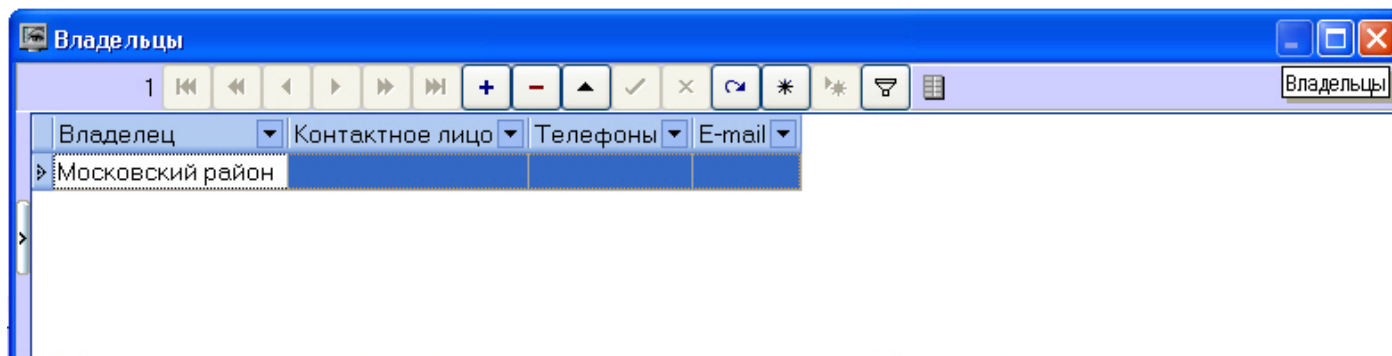 Владельцы
1
Владельцы
Владелец Контактное лицо Телефоны E-mail
Московский район